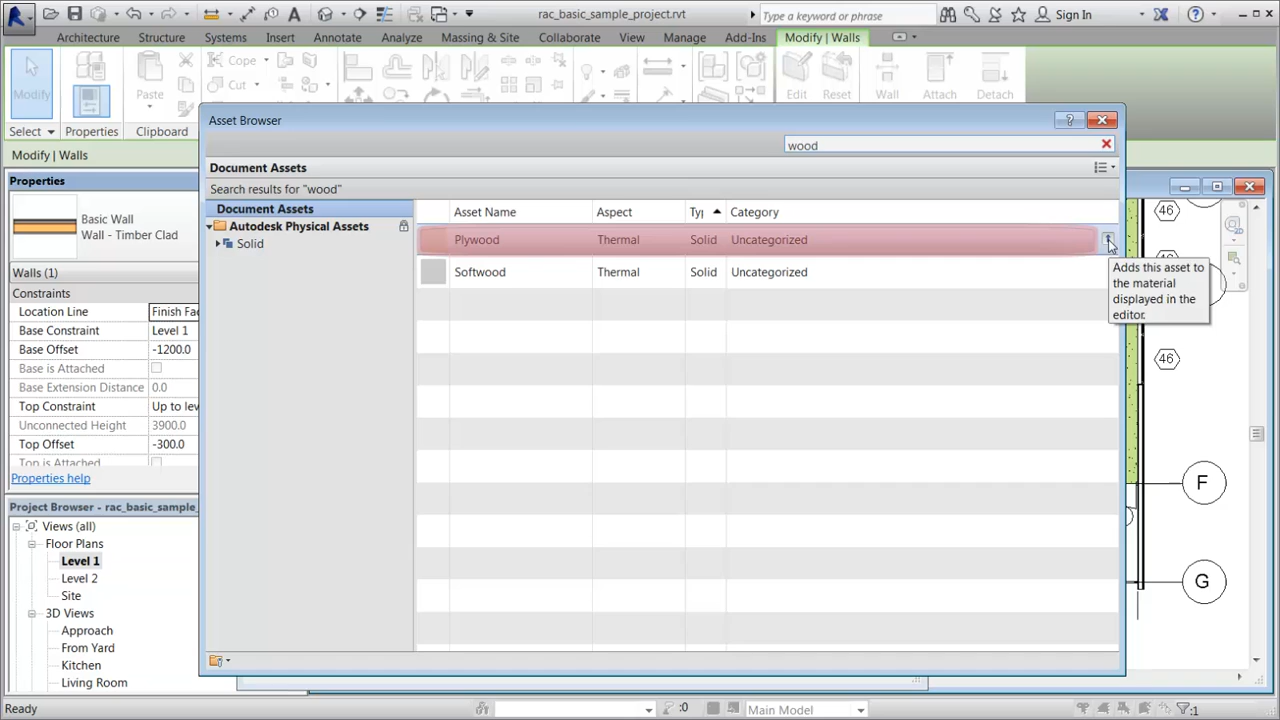 rac_basic_sample_project.rvt
Type a keyword or phrase
Sign In
Architecture Structure Systems Insert Annotate Analyze Massing & Site Collaborate View Manage Add-Ins Modify | Walls
Modify
Paste
Cope
Cut
Edit
Reset
Wall
Attach
Detach
Select
Properties
Clipboard
Modify | Walls
Asset Browser
wood
Document Assets
Search results for "wood"
Document Assets
Autodesk Physical Assets
Solid
Asset Name Aspect Typ Category
Plywood Thermal Solid Uncategorized
Softwood Thermal Solid Uncategorized
Adds this asset to
the material
displayed in the
editor.
Properties
Basic Wall
Wall - Timber Clad
Walls (1)
Constraints
Location Line Finish Fac
Base Constraint Level 1
Base Offset -1200.0
Base is Attached
Base Extension Distance 0.0
Top Constraint Up to lev
Unconnected Height 3900.0
Top Offset -300.0
Top is Attached
Properties help
Project Browser - rac_basic_sample_
Views (all)
Floor Plans
Level 1
Level 2
Site
3D Views
Approach
From Yard
Kitchen
Living Room
46
46
46
F
G
Ready
:0
Main Model
:1